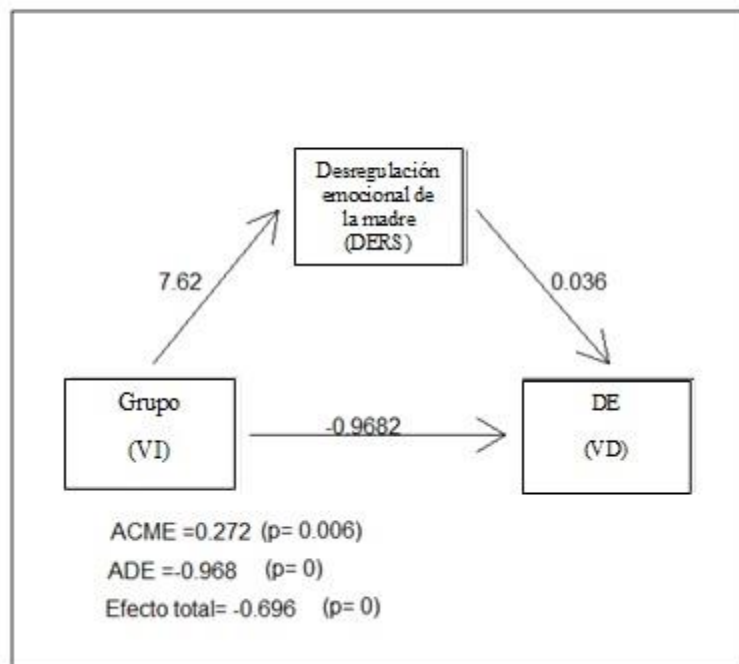 Desregulación
emocional de
la madre
(DERS)
7.62
0.036
Grupo
(VI)
-0.9682
DE
(VD)
ACME =0.272 (p= 0.006)
ADE =-0.968 (p= 0)
Efecto total= -0.696 (p= 0)